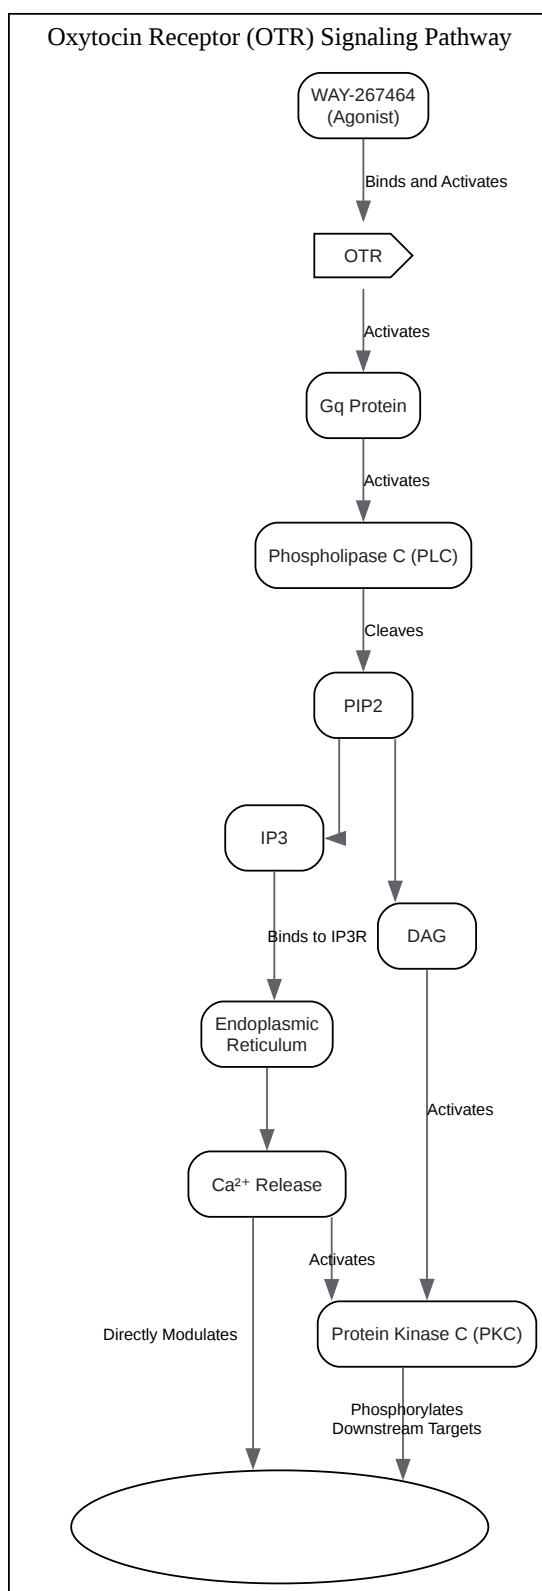 Oxytocin Receptor (OTR) Signaling Pathway
WAY-267464
(Agonist)
Binds and Activates
OTR
Activates
Gq Protein
Activates
Phospholipase C (PLC)
Cleaves
PIP2
IP3
Binds to IP3R
DAG
Endoplasmic
Reticulum
Activates
Ca²⁺ Release
Activates
Directly Modulates
Protein Kinase C (PKC)
Phosphorylates
Downstream Targets